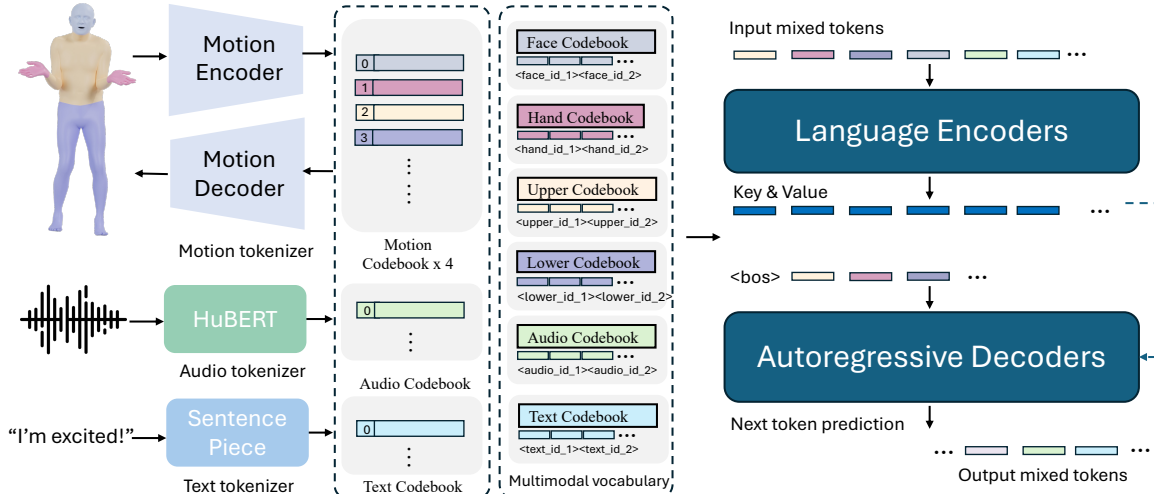 Motion
Encoder
Motion
Decoder
Motion tokenizer
HuBERT
Audio tokenizer
“I’m excited!”
Sentence
Piece
Text tokenizer
0
1
2
3
Motion
Codebook x 4
0
Audio Codebook
0
Text Codebook
Face Codebook
<face_id_1><face_id_2>
Hand Codebook
<hand_id_1><hand_id_2>
Upper Codebook
<upper_id_1><upper_id_2>
Lower Codebook
<lower_id_1><lower_id_2>
Audio Codebook
<audio_id_1><audio_id_2>
Text Codebook
<text_id_1><text_id_2>
Multimodal vocabulary
Input mixed tokens
Language Encoders
Key & Value
<bos>
Autoregressive Decoders
Next token prediction
Output mixed tokens